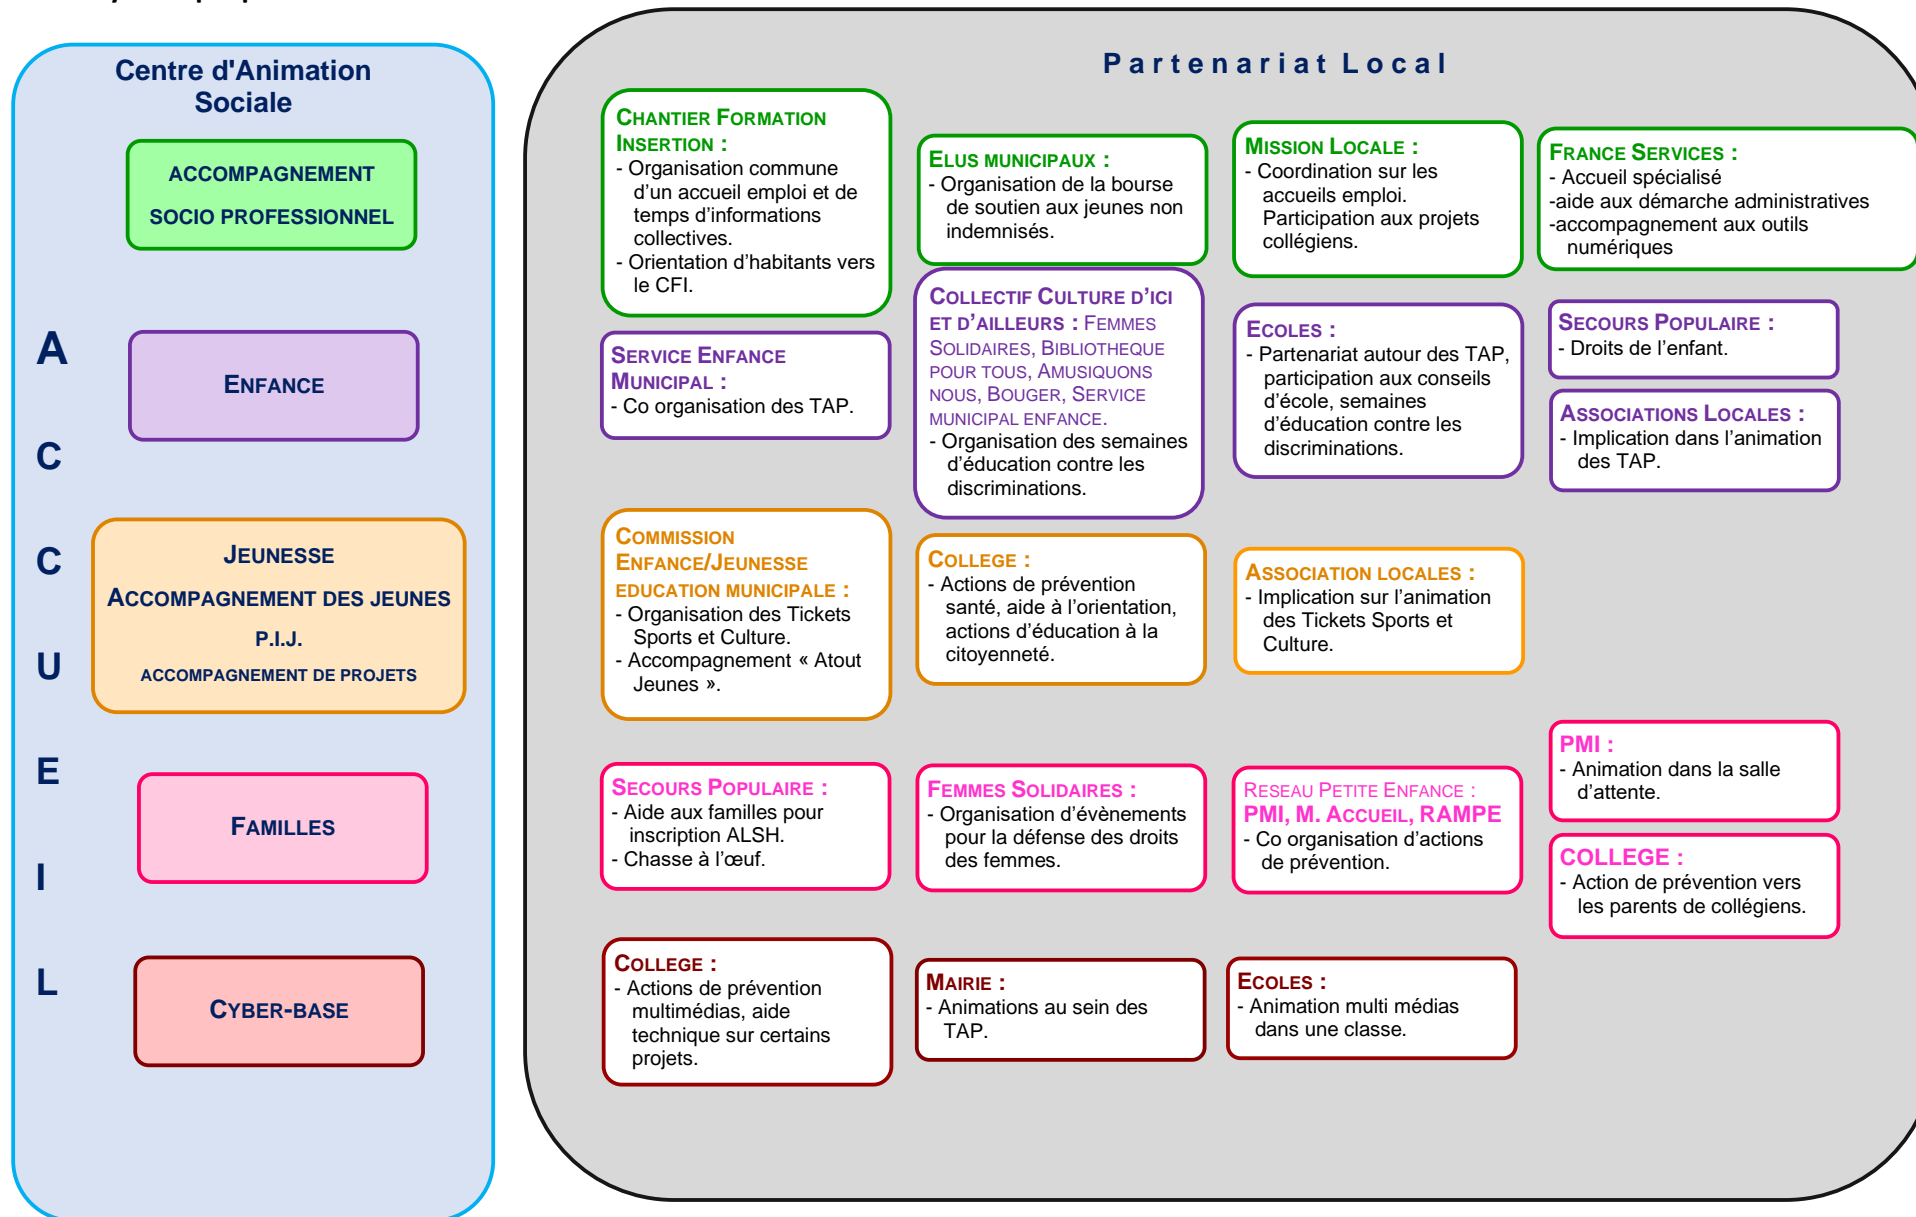 Centre d'Animation
Sociale
ACCOMPAGNEMENT
SOCIO PROFESSIONNEL
ENFANCE
JEUNESSE
ACCOMPAGNEMENT DES JEUNES
P.I.J.
ACCOMPAGNEMENT DE PROJETS
FAMILLES
CYBER-BASE
A
C
C
U
E
I
L
Partenariat Local
CHANTIER FORMATION
INSERTION :
- Organisation commune
d’un accueil emploi et de
temps d’informations
collectives.
- Orientation d’habitants vers
le CFI.
ELUS MUNICIPAUX :
- Organisation de la bourse
de soutien aux jeunes non
indemnisés.
MISSION LOCALE :
- Coordination sur les
accueils emploi.
Participation aux projets
collégiens.
FRANCE SERVICES :
- Accueil spécialisé
-aide aux démarche administratives
-accompagnement aux outils
numériques
SERVICE ENFANCE
MUNICIPAL :
- Co organisation des TAP.
COLLECTIF CULTURE D’ICI
ET D’AILLEURS : FEMMES
SOLIDAIRES, BIBLIOTHEQUE
POUR TOUS, AMUSIQUONS
NOUS, BOUGER, SERVICE
MUNICIPAL ENFANCE.
- Organisation des semaines
d’éducation contre les
discriminations.
ECOLES :
- Partenariat autour des TAP,
participation aux conseils
d’école, semaines
d’éducation contre les
discriminations.
SECOURS POPULAIRE :
- Droits de l’enfant.
ASSOCIATIONS LOCALES :
- Implication dans l’animation
des TAP.
COMMISSION
ENFANCE/JEUNESSE
EDUCATION MUNICIPALE :
- Organisation des Tickets
Sports et Culture.
- Accompagnement « Atout
Jeunes ».
COLLEGE :
- Actions de prévention
santé, aide à l’orientation,
actions d’éducation à la
citoyenneté.
ASSOCIATION LOCALES :
- Implication sur l’animation
des Tickets Sports et
Culture.
SECOURS POPULAIRE :
- Aide aux familles pour
inscription ALSH.
- Chasse à l’œuf.
FEMMES SOLIDAIRES :
- Organisation d’évènements
pour la défense des droits
des femmes.
RESEAU PETITE ENFANCE :
PMI, M. ACCUEIL, RAMPE
- Co organisation d’actions
de prévention.
PMI :
- Animation dans la salle
d’attente.
COLLEGE :
- Action de prévention vers
les parents de collégiens.
COLLEGE :
- Actions de prévention
multimédias, aide
technique sur certains
projets.
MAIRIE :
- Animations au sein des
TAP.
ECOLES :
- Animation multi médias
dans une classe.